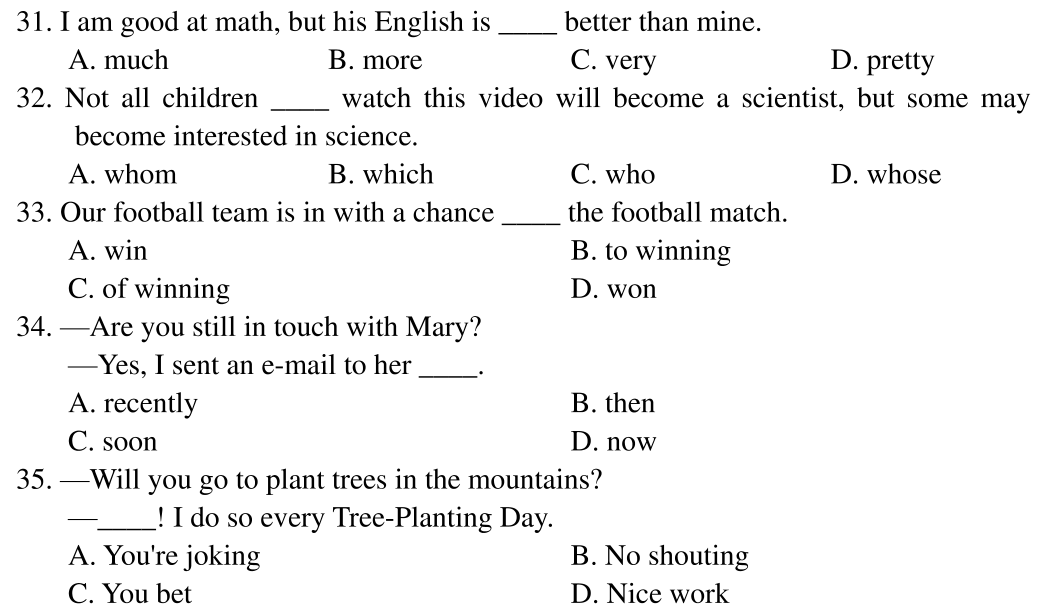 31. I am good at math, but his English is ____ better than mine.
A. much B. more C. very D. pretty
32. Not all children ____ watch this video will become a scientist, but some may
become interested in science.
A. whom B. which C. who D. whose
33. Our football team is in with a chance ____ the football match.
A. win B. to winning
C. of winning D. won
34. —Are you still in touch with Mary?
—Yes, I sent an e-mail to her ____.
A. recently B. then
C. soon D. now
35. —Will you go to plant trees in the mountains?
—____! I do so every Tree-Planting Day.
A. You're joking B. No shouting
C. You bet D. Nice work